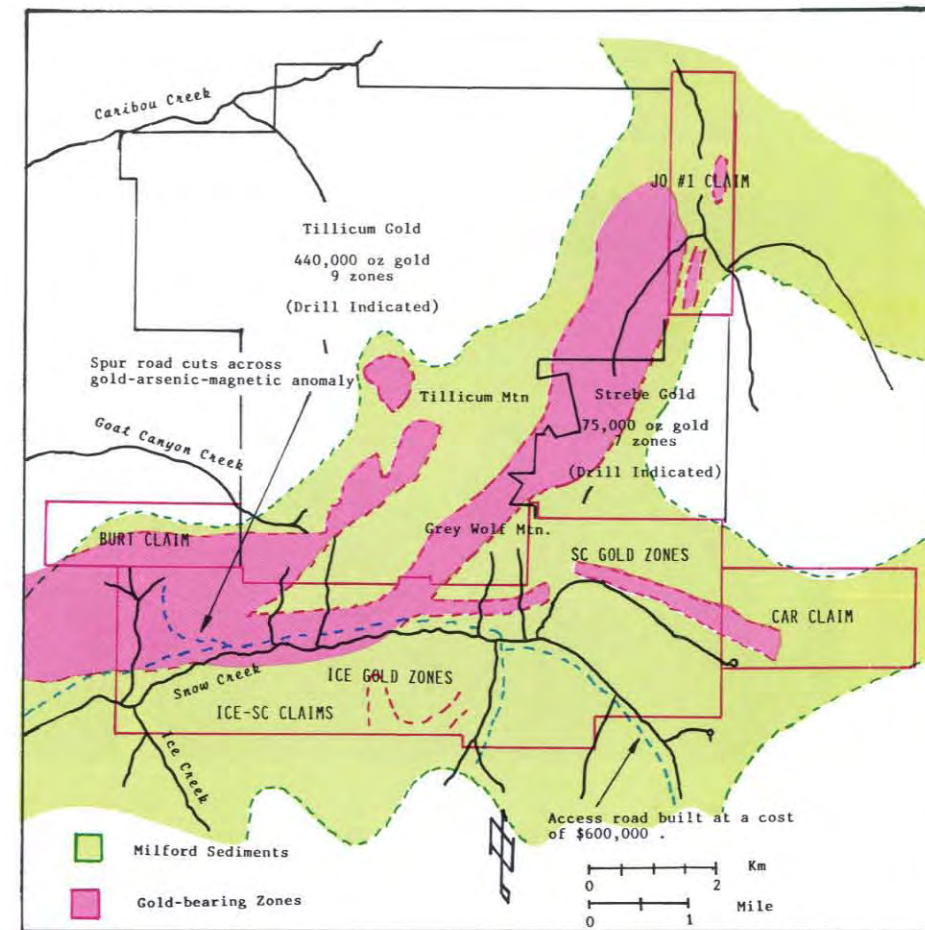 Caribou Creek
JO #1 CLAIM
Tillicum Gold
440,000 oz gold
9 zones
(Drill Indicated)
Spur road cuts across
gold-arsenic-magnetic anomaly
Tillicum Mtn
Strebe Gold
75,000 oz gold
7 zones
(Drill Indicated)
Goat Canyon Creek
Grey Wolf Mtn.
BURT CLAIM
SC GOLD ZONES
CAR CLAIM
Snow Creek
ICE GOLD ZONES
ICE-SC CLAIMS
Ice Creek
Access road built at a cost
of $600,000 .
Milford Sediments
Km
0 2
Gold-bearing Zones
0 1 Mile